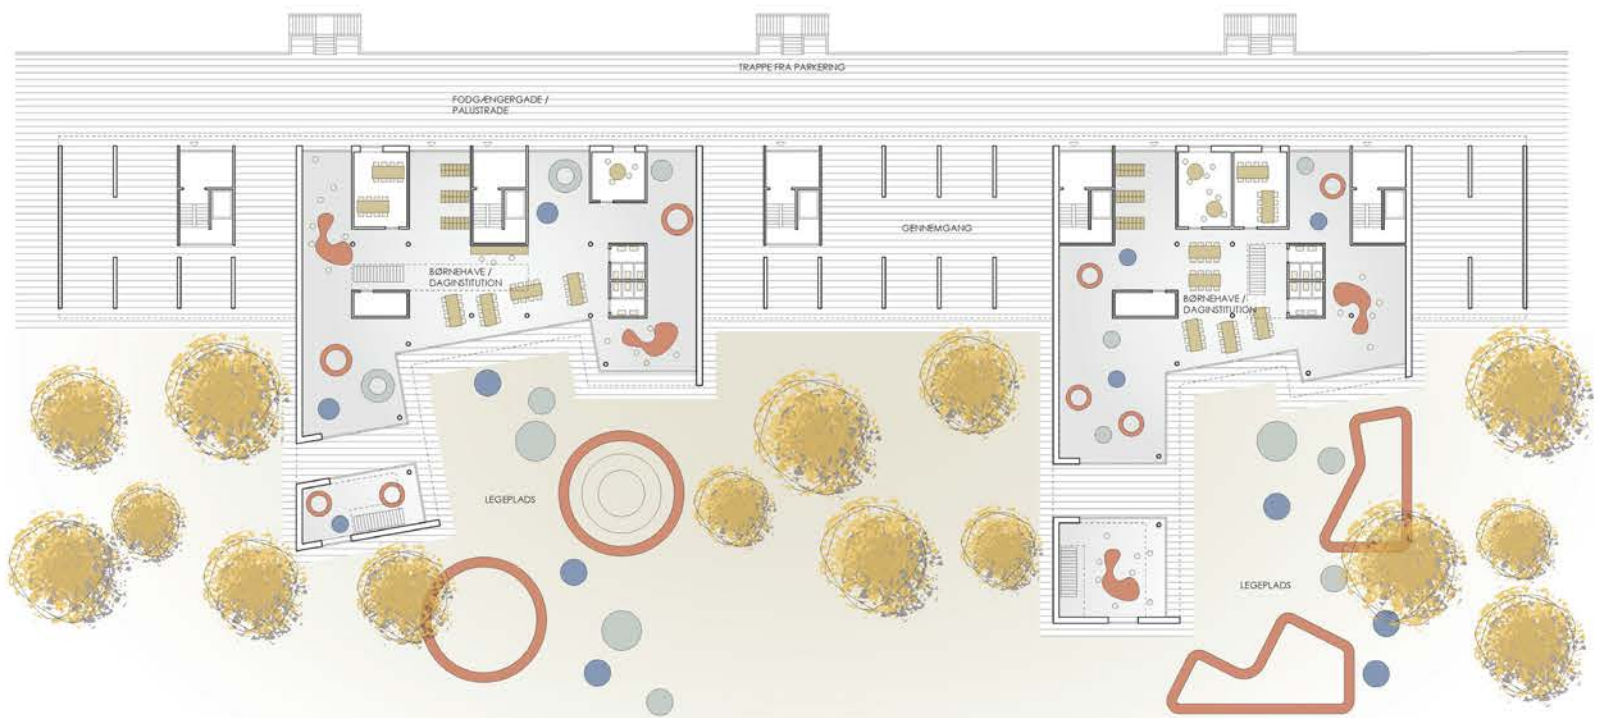 TRAPPE FRA PARKERING
FODGÆNGERGADE /
PALUSTRADE
GENNEMGANG
BØRNEHAVE /
DAGINSTITUTION
BØRNEHAVE /
DAGINSTITUTION
LEGEPLADS
LEGEPLADS